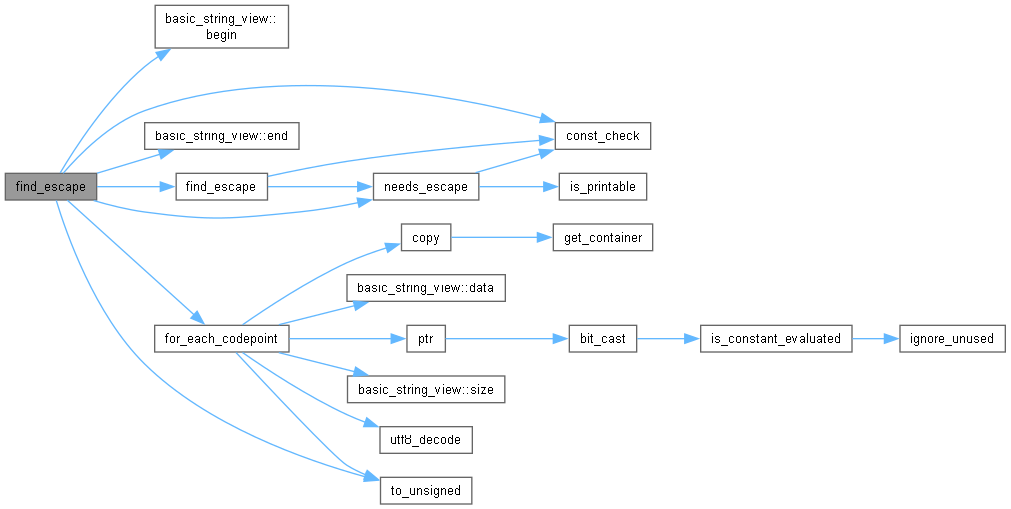 basic_string_view::
begin
const_check
basic_string_view::end
find_escape
find_escape
needs_escape
is_printable
copy
get_container
basic_string_view::data
for_each_codepoint
ptr
bit_cast
is_constant_evaluated
ignore_unused
basic_string_view::size
utf8_decode
to_unsigned